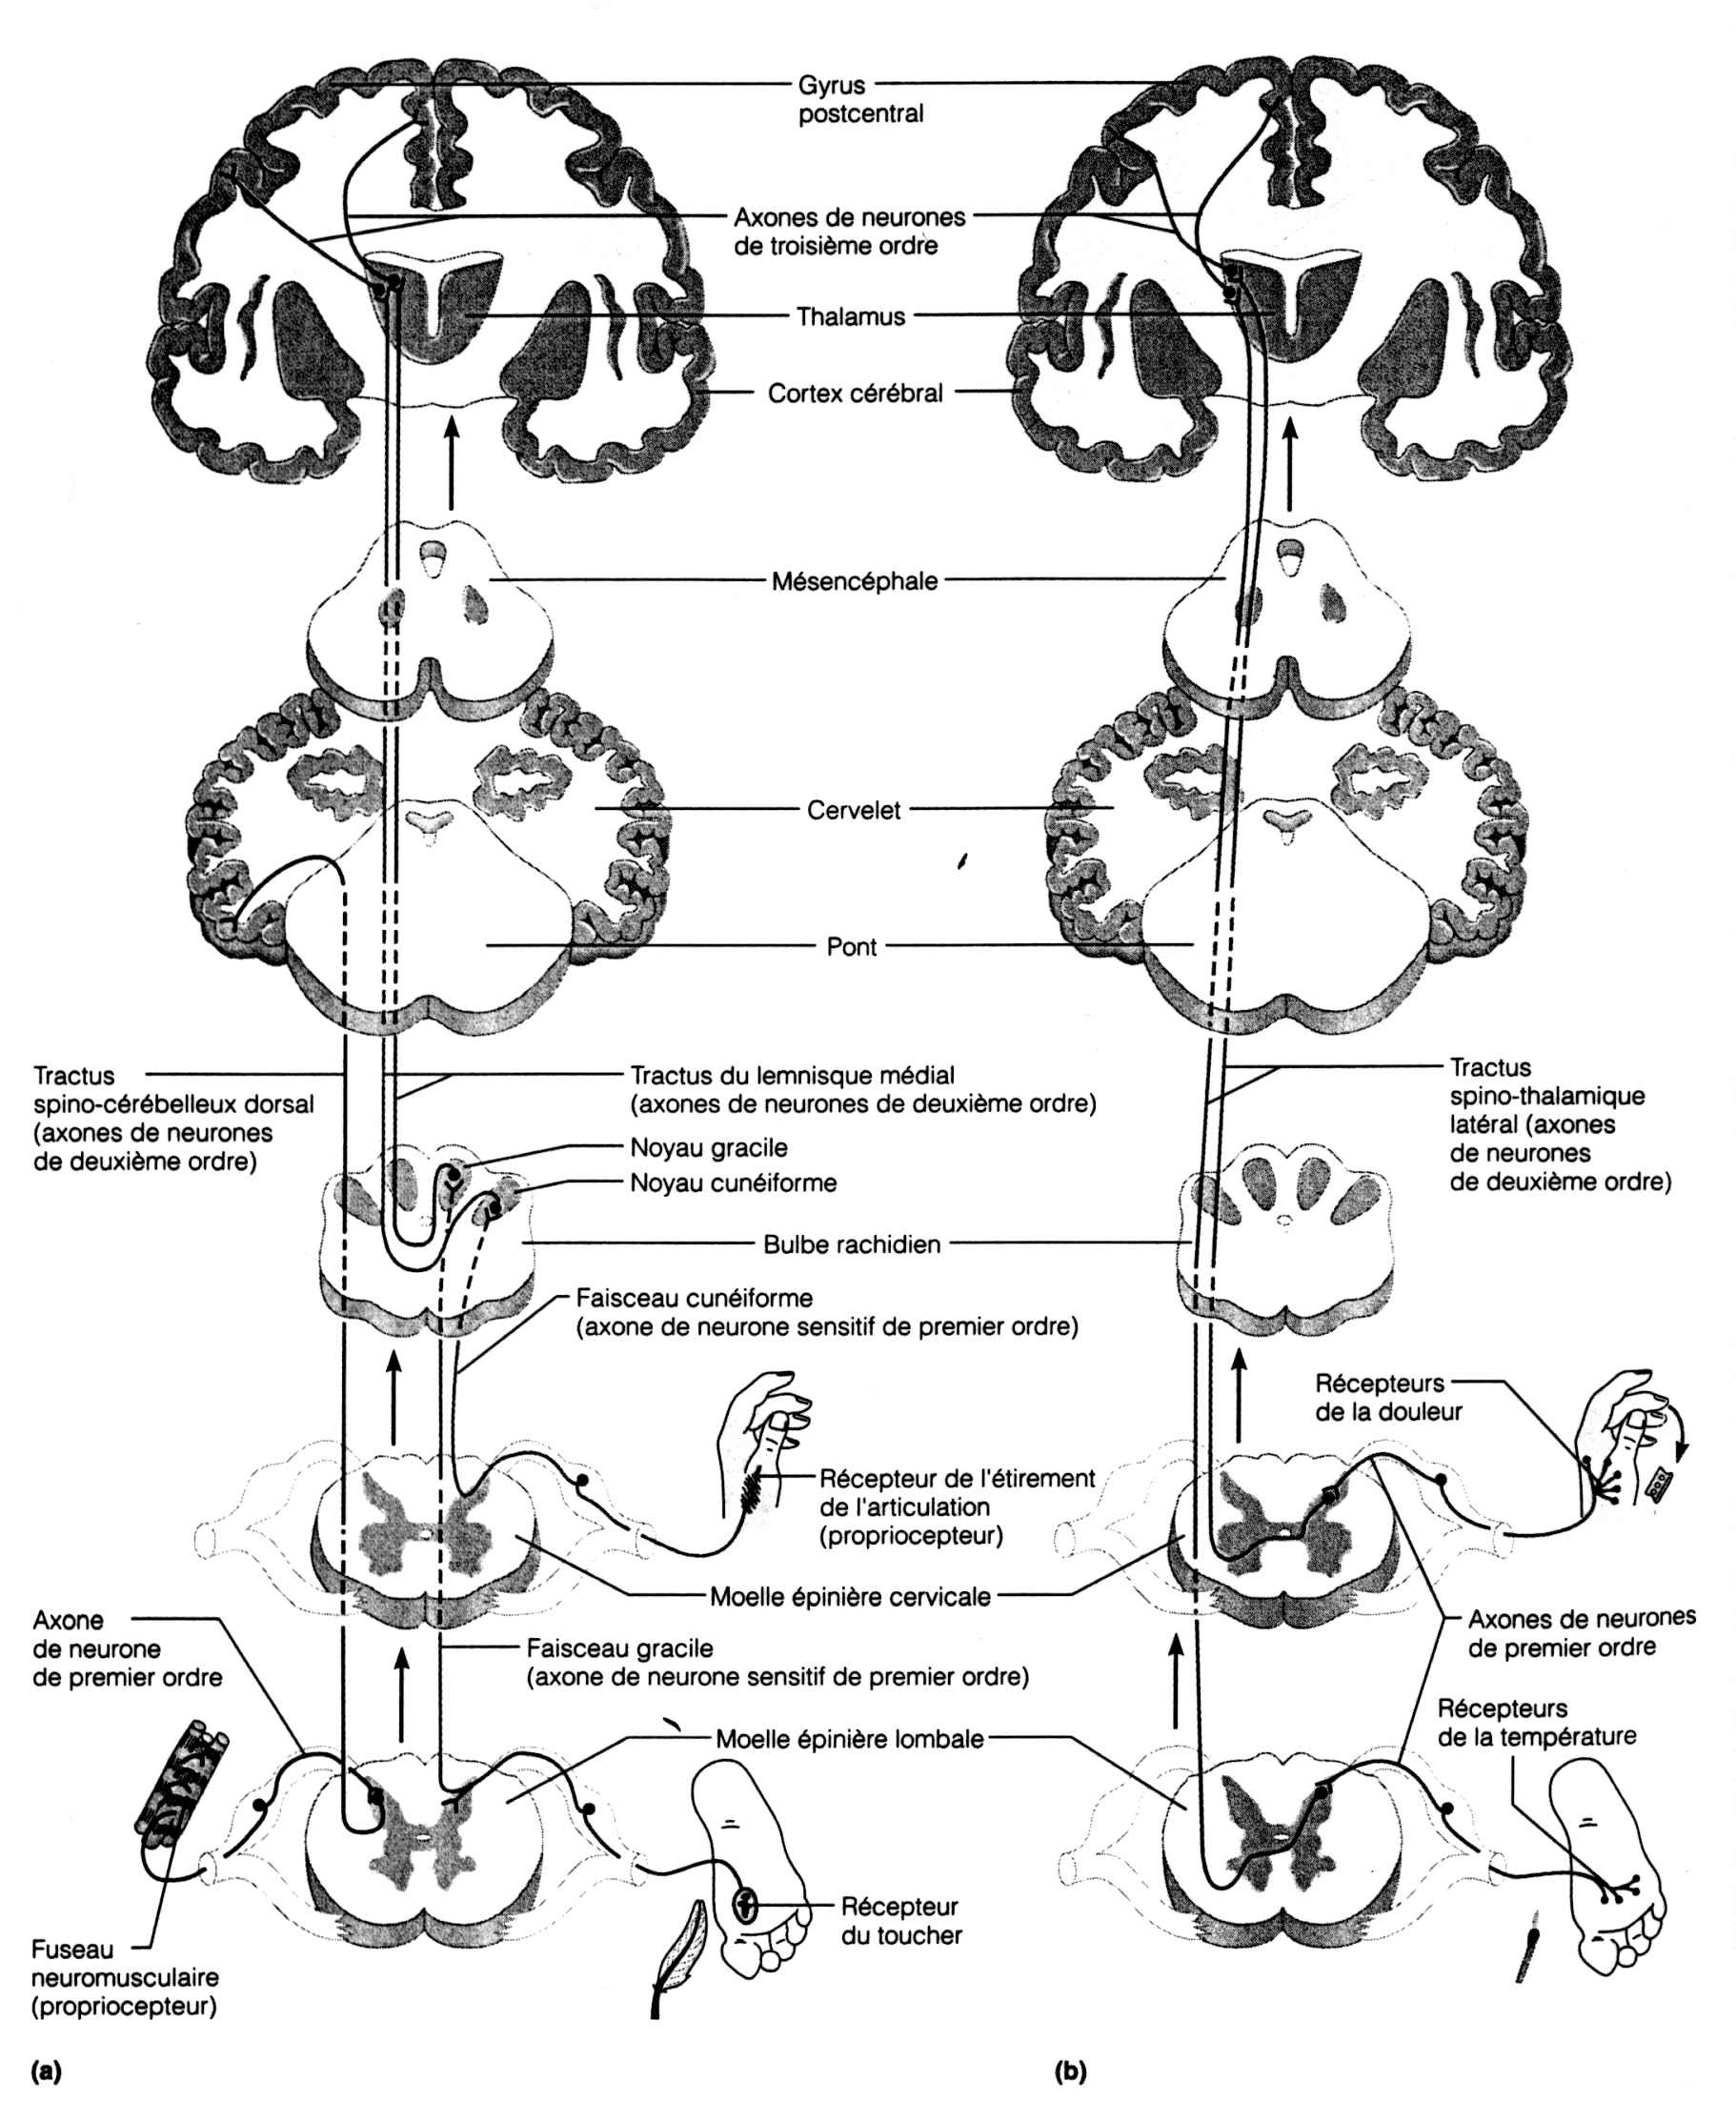 Gyrus
postcentral
Axones de neurones
de troisième ordre
Thalamus
Cortex cérébral
Mésencéphale
Cervelet
Pont
Tractus
spino-cérébelleux dorsal
(axones de neurones
de deuxième ordre)
Tractus du lemnisque médial
(axones de neurones de deuxième ordre)
Noyau gracile
Noyau cunéiforme
Tractus
spino-thalamique
latéral (axones
de neurones
de deuxième ordre)
Bulbe rachidien
Faisceau cunéiforme
(axone de neurone sensitif de premier ordre)
Récepteurs
de la douleur
Récepteur de l'étirement
de l'articulation
(propriocepteur)
Moelle épinière cervicale
Axone
de neurone
de premier ordre
Faisceau gracile
(axone de neurone sensitif de premier ordre)
Axones de neurones
de premier ordre
Récepteurs
de la température
Moelle épinière lombale
Récepteur
du toucher
Fuseau
neuromusculaire
(propriocepteur)
(a)
(b)